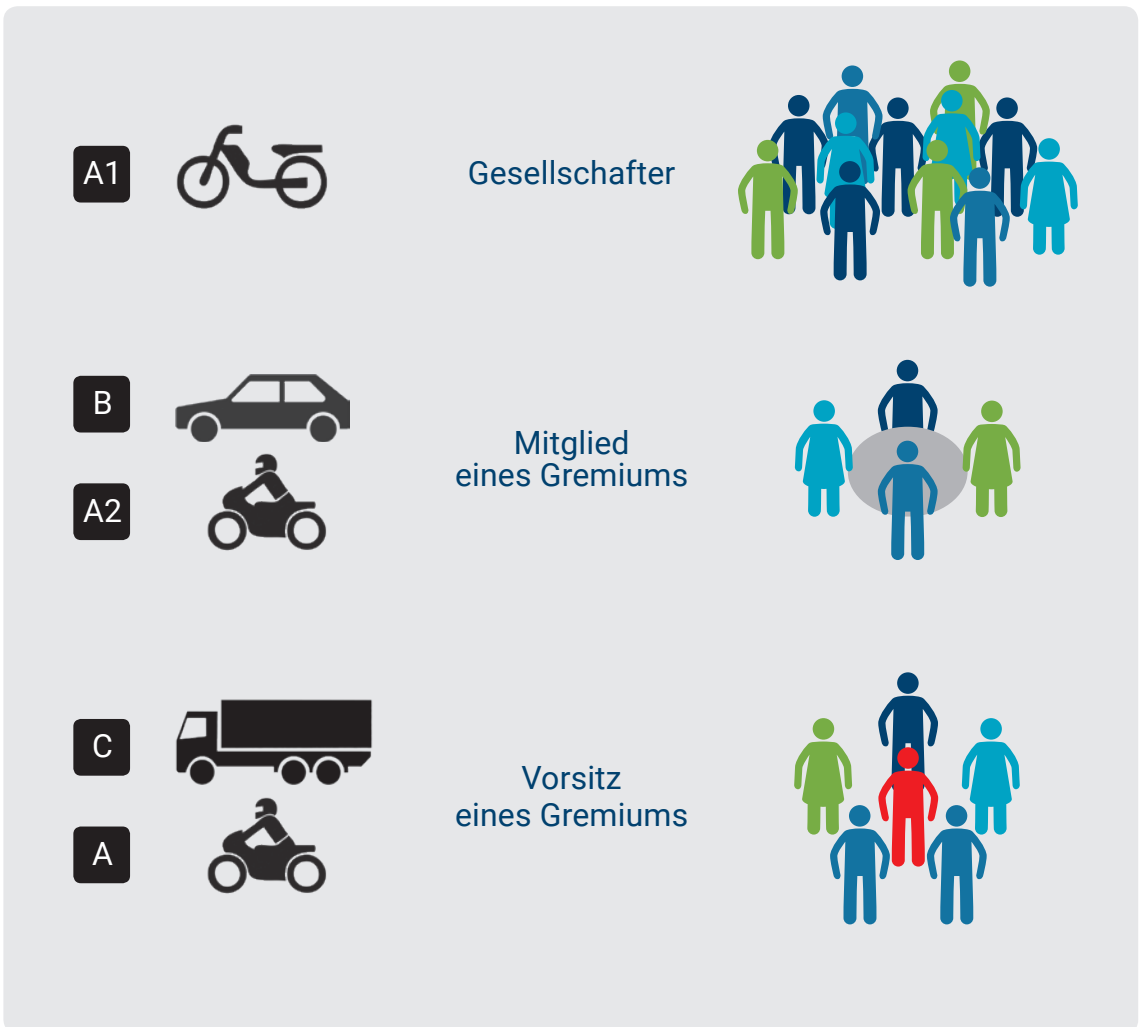 A1
Gesellschafter
B
A2
Mitglied
eines Gremiums
C
A
Vorsitz
eines Gremiums